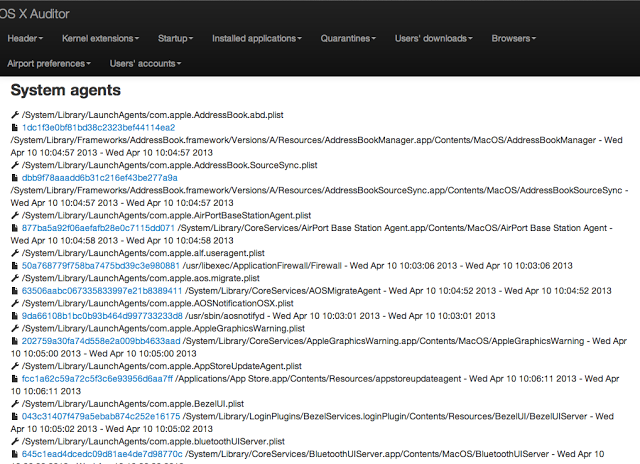 OS X Auditor
Header Kernel extensions Startup Installed applications Quarantines Users' downloads Browsers
Airport preferences Users' accounts
System agents
/System/Library/LaunchAgents/com.apple.AddressBook.abd.plist
1dc1f3e0bf81bd38c2323bef44114ea2
/System/Library/Frameworks/AddressBook.framework/Versions/A/Resources/AddressBookManager.app/Contents/MacOS/AddressBookManager - Wed
Apr 10 10:04:57 2013 - Wed Apr 10 10:04:57 2013
/System/Library/LaunchAgents/com.apple.AddressBook.SourceSync.plist
dbb9f78aaadd6b31c216ef43be277a9a
/System/Library/Frameworks/AddressBook.framework/Versions/A/Resources/AddressBookSourceSync.app/Contents/MacOS/AddressBookSourceSync -
Wed Apr 10 10:04:57 2013 - Wed Apr 10 10:04:57 2013
/System/Library/LaunchAgents/com.apple.AirPortBaseStationAgent.plist
877ba5a92f06aefafb28e0c7115dd071 /System/Library/CoreServices/AirPort Base Station Agent.app/Contents/MacOS/AirPort Base Station Agent -
Wed Apr 10 10:04:58 2013 - Wed Apr 10 10:04:58 2013
/System/Library/LaunchAgents/com.apple.alf.useragent.plist
50a768779f758ba7475bd39c3e980881 /usr/libexec/ApplicationFirewall/Firewall - Wed Apr 10 10:03:06 2013 - Wed Apr 10 10:03:06 2013
/System/Library/LaunchAgents/com.apple.aos.migrate.plist
63506aabc067335833997e21b8389411 /System/Library/CoreServices/AOSMigrateAgent - Wed Apr 10 10:04:52 2013 - Wed Apr 10 10:04:52 2013
/System/Library/LaunchAgents/com.apple.AOSNotificationOSX.plist
9da66108b1bc0b93b464d997733233d8 /usr/sbin/aosnotifyd - Wed Apr 10 10:03:01 2013 - Wed Apr 10 10:03:01 2013
/System/Library/LaunchAgents/com.apple.AppleGraphicsWarning.plist
202759a30fa74d558e2a009bb4633aad /System/Library/CoreServices/AppleGraphicsWarning.app/Contents/MacOS/AppleGraphicsWarning - Wed Apr
10 10:05:00 2013 - Wed Apr 10 10:05:00 2013
/System/Library/LaunchAgents/com.apple.AppStoreUpdateAgent.plist
fcc1a62c59a72c5f3c6e93956d6aa7ff /Applications/App Store.app/Contents/Resources/appstoreupdateagent - Wed Apr 10 10:06:11 2013 - Wed Apr
10 10:06:11 2013
/System/Library/LaunchAgents/com.apple.BezelUI.plist
043c31407f479a5ebab874c252e16175 /System/Library/LoginPlugins/BezelServices.loginPlugin/Contents/Resources/BezelUI/BezelUIServer - Wed
Apr 10 10:05:02 2013 - Wed Apr 10 10:05:02 2013
/System/Library/LaunchAgents/com.apple.bluetoothUIServer.plist
645c1ead4dcedc09d81ae4de7d98770c /System/Library/CoreServices/BluetoothUIServer.app/Contents/MacOS/BluetoothUIServer - Wed Apr 10